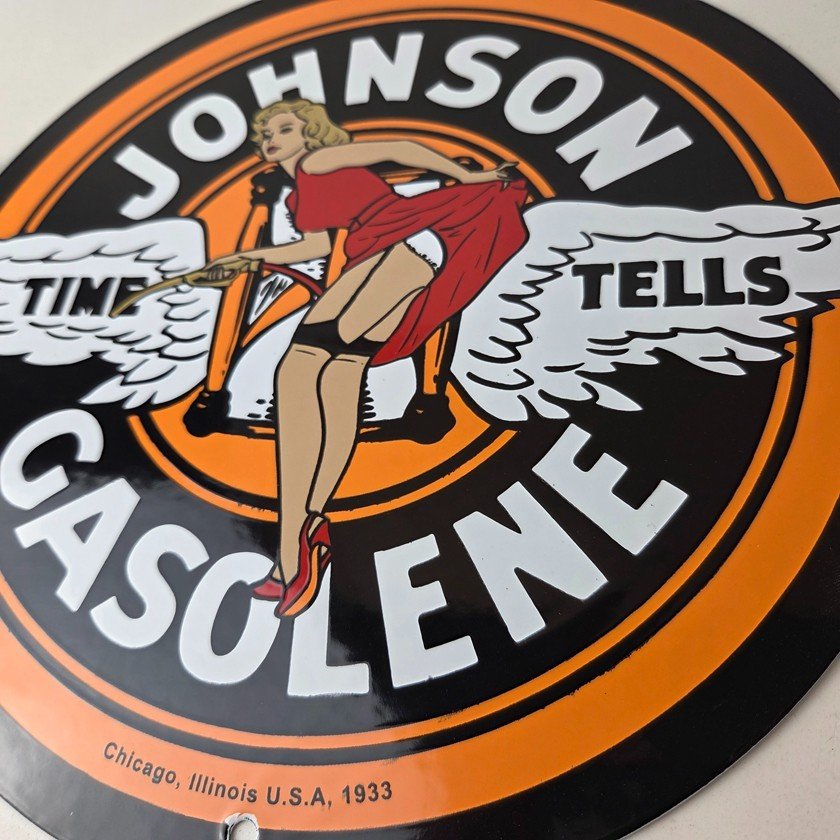 JOHNSON
TIME TELLS
GASOLENE
Chicago, Illinois U.S.A, 1933